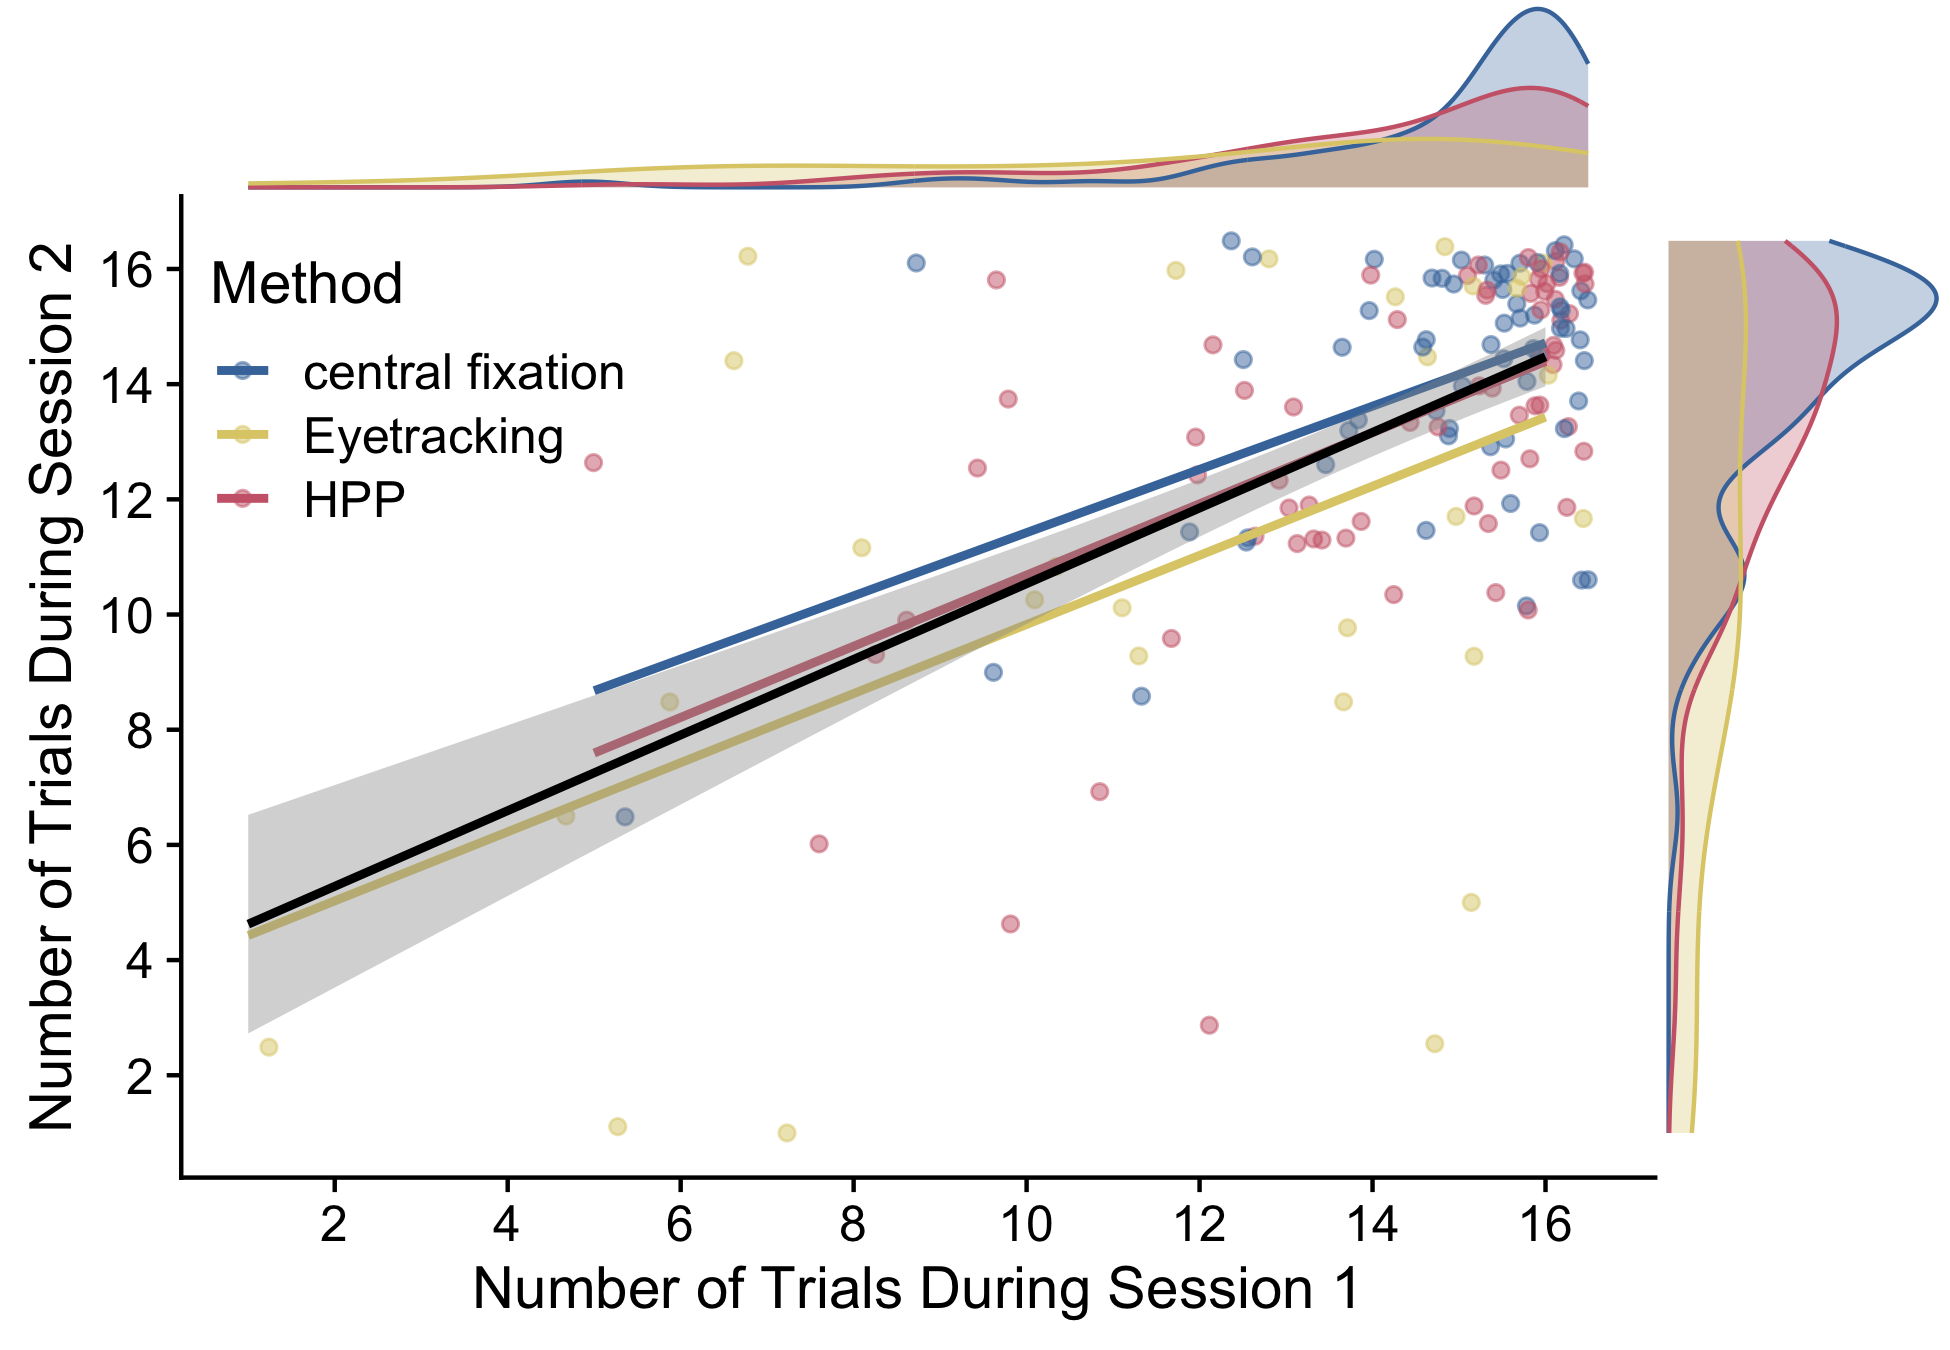 Method
central fixation
Eyetracking
HPP
Number of Trials During Session 2
16
14
12
10
8
6
4
2
2 4 6 8 10 12 14 16
Number of Trials During Session 1